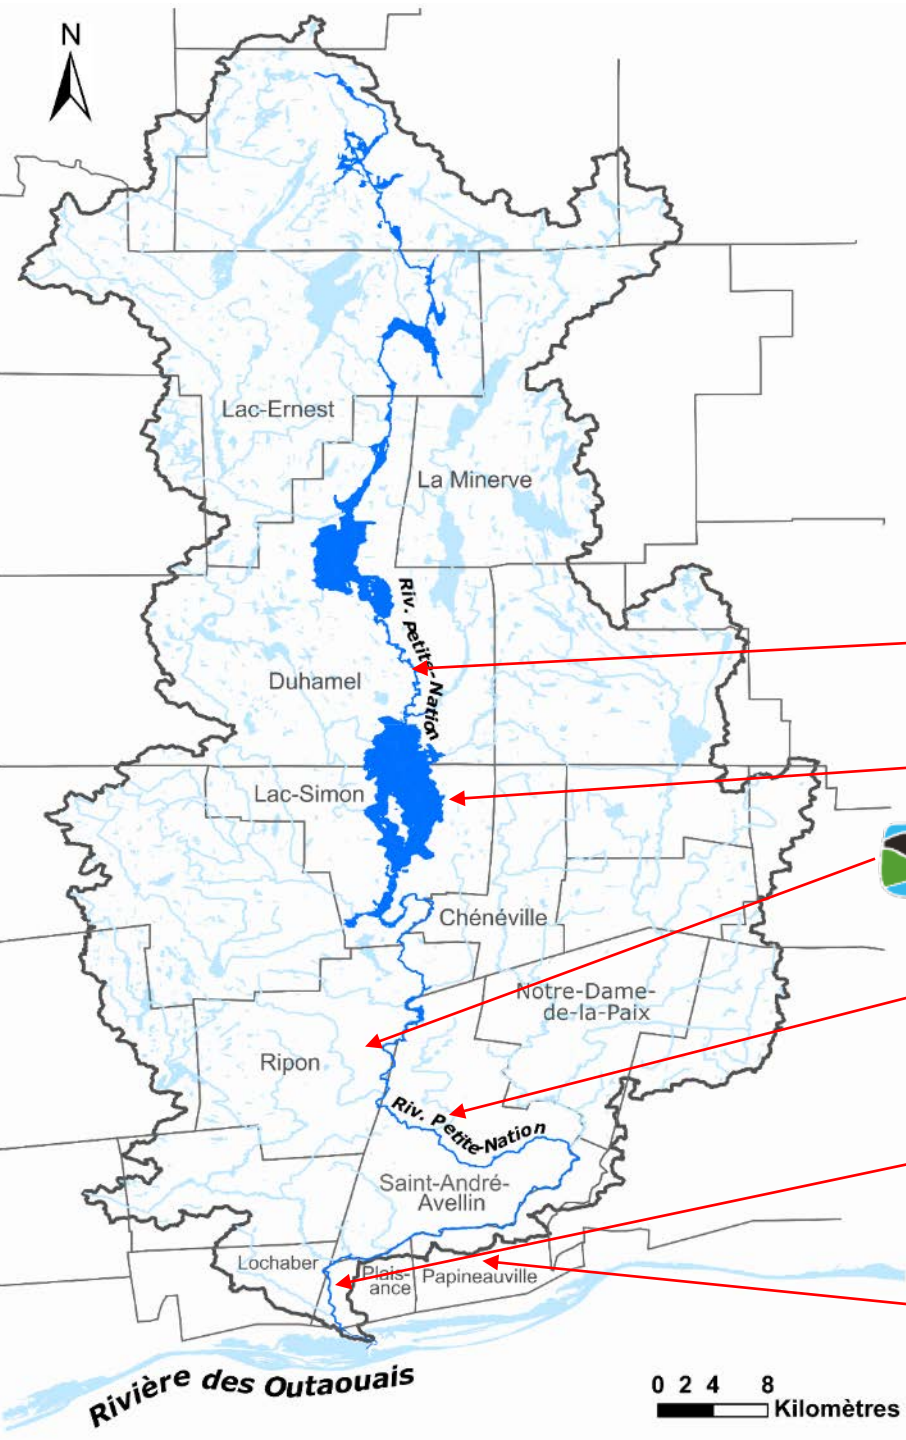 N
Lac-Ernest
La Minerve
Riv. Petite-Nation
Duhamel
Lac-Simon
Chénéville
Notre-Dame-
de-la-Paix
Ripon
Riv. Petite-Nation
Saint-André-
Avellin
Lochaber
Plais-
ance
Papineauville
Rivière des Outaouais
0 2 4 8
Kilomètres